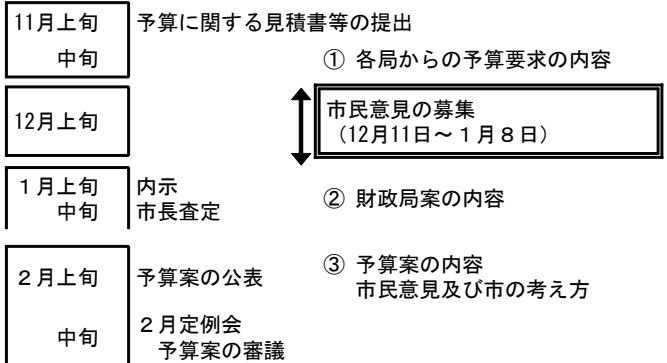 11月上旬 予算に関する見積書等の提出
中旬 ① 各局からの予算要求の内容
12月上旬 市民意見の募集
（12月11日～１月８日）
１月上旬 内示
中旬 市長査定 ② 財政局案の内容
２月上旬 予算案の公表 ③ 予算案の内容
市民意見及び市の考え方
中旬 ２月定例会
予算案の審議